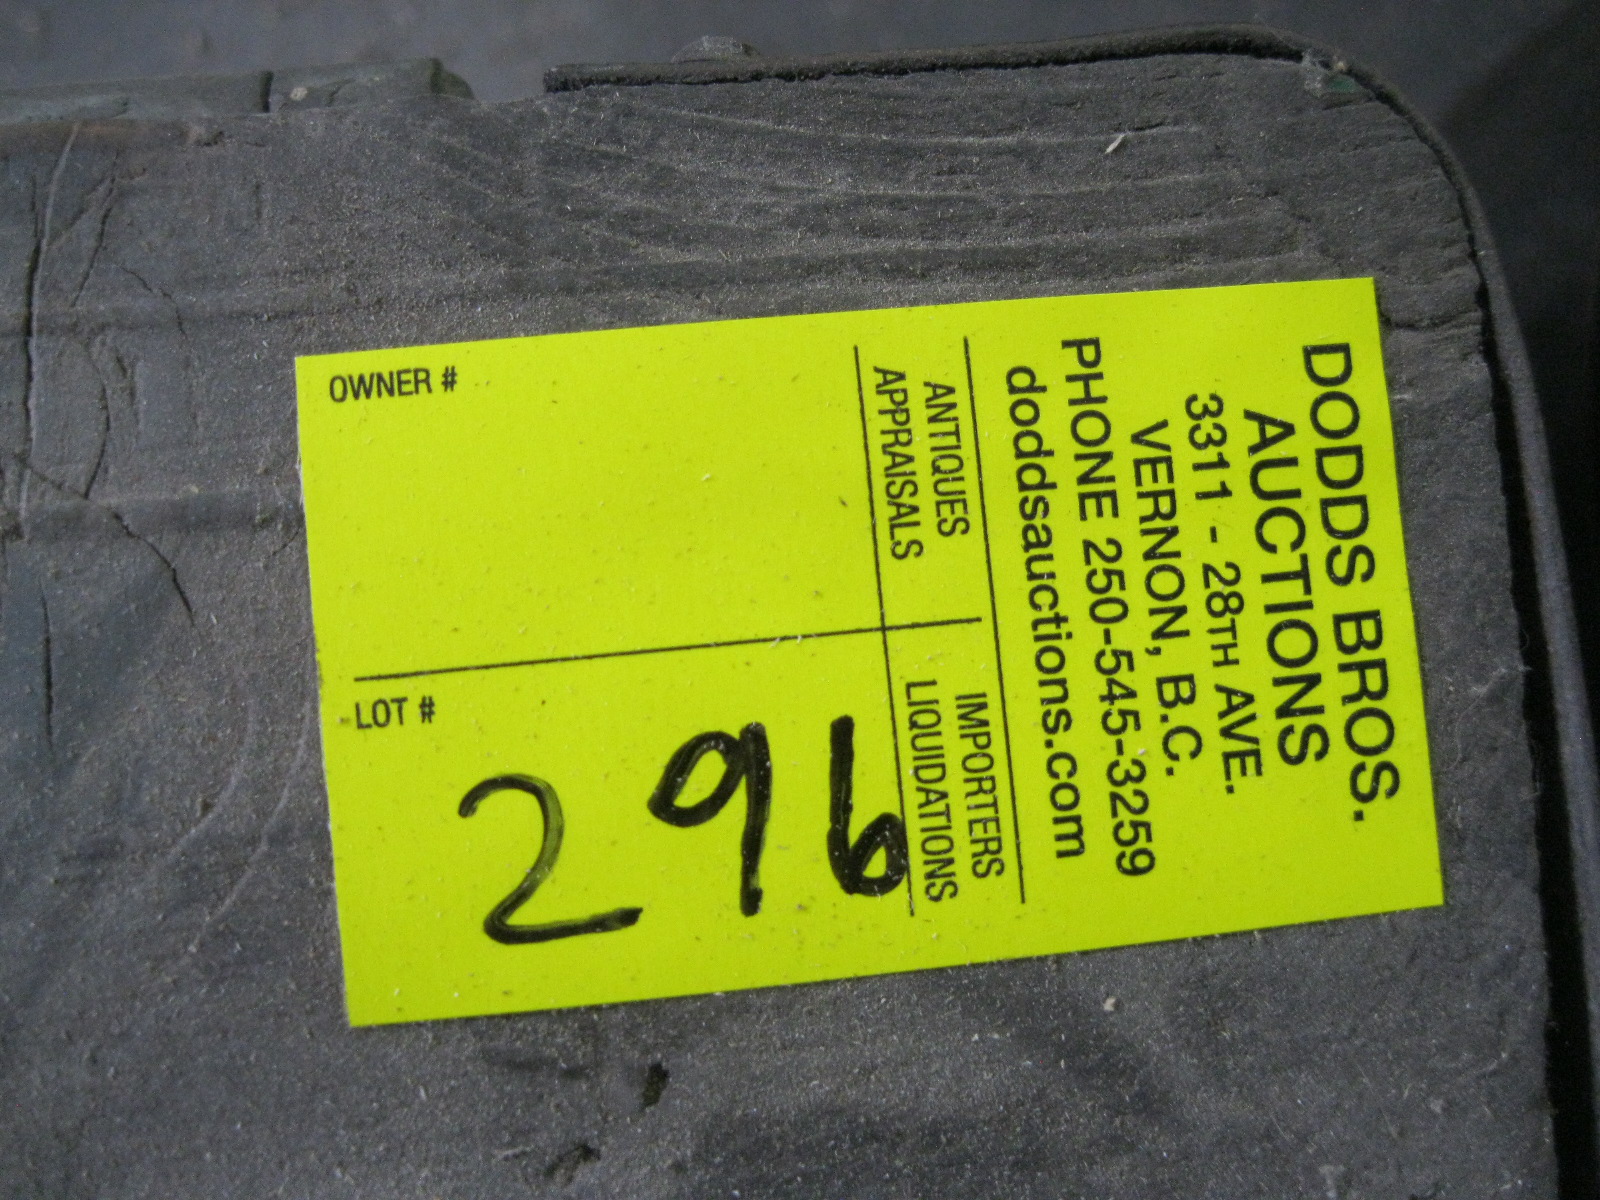 DODDS BROS.
AUCTIONS
3311 - 28TH AVE.
VERNON, B.C.
PHONE 250-545-3259
doddsauctions.com
ANTIQUES
APPRAISALS
IMPORTERS
LIQUIDATIONS
OWNER #
LOT #
296